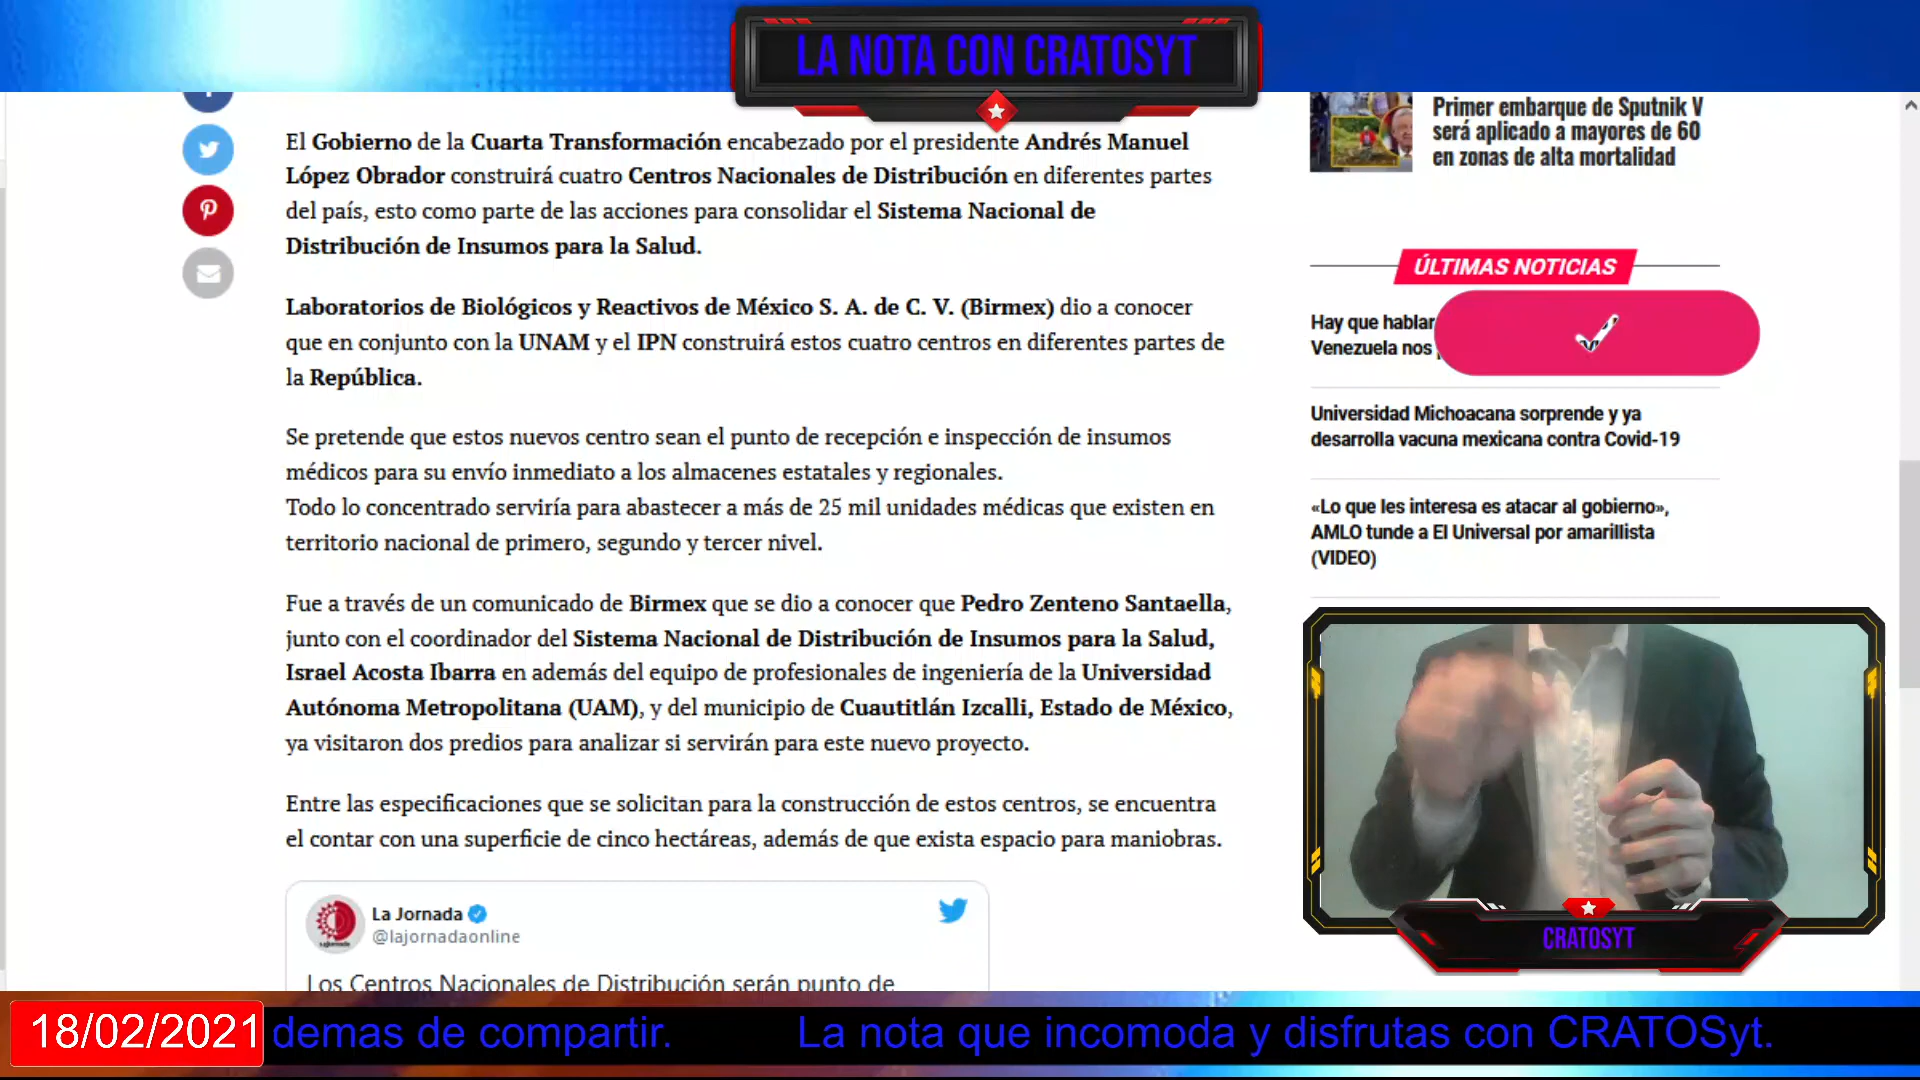 LA NOTA CON CRATOSYT
El Gobierno de la Cuarta Transformación encabezado por el presidente Andrés Manuel
López Obrador construirá cuatro Centros Nacionales de Distribución en diferentes partes
del país, esto como parte de las acciones para consolidar el Sistema Nacional de
Distribución de Insumos para la Salud.
Laboratorios de Biológicos y Reactivos de México S. A. de C. V. (Birmex) dio a conocer
que en conjunto con la UNAM y el IPN construirá estos cuatro centros en diferentes partes de
la República.
Se pretende que estos nuevos centro sean el punto de recepción e inspección de insumos
médicos para su envío inmediato a los almacenes estatales y regionales.
Todo lo concentrado serviría para abastecer a más de 25 mil unidades médicas que existen en
territorio nacional de primero, segundo y tercer nivel.
Fue a través de un comunicado de Birmex que se dio a conocer que Pedro Zenteno Santaella,
junto con el coordinador del Sistema Nacional de Distribución de Insumos para la Salud,
Israel Acosta Ibarra en además del equipo de profesionales de ingeniería de la Universidad
Autónoma Metropolitana (UAM), y del municipio de Cuautitlán Izcalli, Estado de México,
ya visitaron dos predios para analizar si servirán para este nuevo proyecto.
Entre las especificaciones que se solicitan para la construcción de estos centros, se encuentra
el contar con una superficie de cinco hectáreas, además de que exista espacio para maniobras.
La Jornada
@lajornadaonline
Los Centros Nacionales de Distribución serán punto de
Primer embarque de Sputnik V
será aplicado a mayores de 60
en zonas de alta mortalidad
ÚLTIMAS NOTICIAS
Hay que hablar
Venezuela nos
Universidad Michoacana sorprende y ya
desarrolla vacuna mexicana contra Covid-19
«Lo que les interesa es atacar al gobierno»,
AMLO tunde a El Universal por amarillista
(VIDEO)
CRATOSYT
18/02/2021 demas de compartir. La nota que incomoda y disfrutas con CRATOSyt.